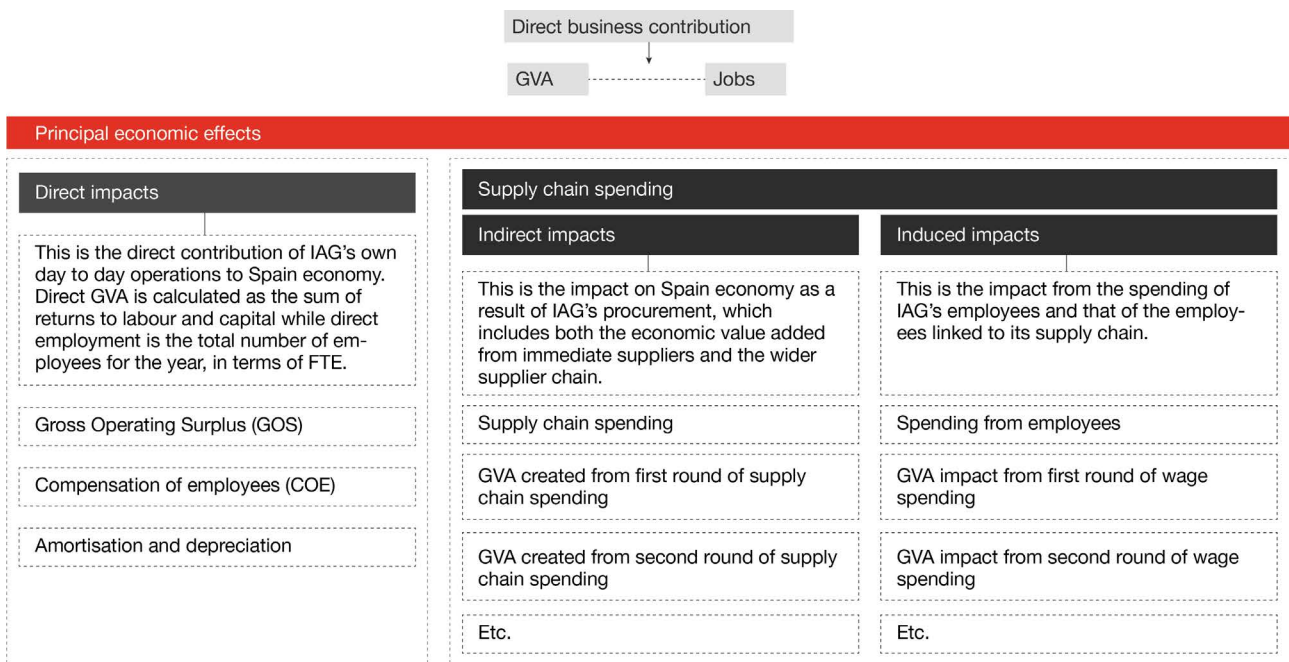 Direct business contribution
GVA
Jobs
Principal economic effects
Direct impacts
This is the direct contribution of IAG's own
day to day operations to Spain economy.
Direct GVA is calculated as the sum of
returns to labour and capital while direct
employment is the total number of em-
ployees for the year, in terms of FTE.
Gross Operating Surplus (GOS)
Compensation of employees (COE)
Amortisation and depreciation
Supply chain spending
Indirect impacts
This is the impact on Spain economy as a
result of IAG's procurement, which
includes both the economic value added
from immediate suppliers and the wider
supplier chain.
Supply chain spending
GVA created from first round of supply
chain spending
GVA created from second round of supply
chain spending
Etc.
Induced impacts
This is the impact from the spending of
IAG's employees and that of the employ-
ees linked to its supply chain.
Spending from employees
GVA impact from first round of wage
spending
GVA impact from second round of wage
spending
Etc.